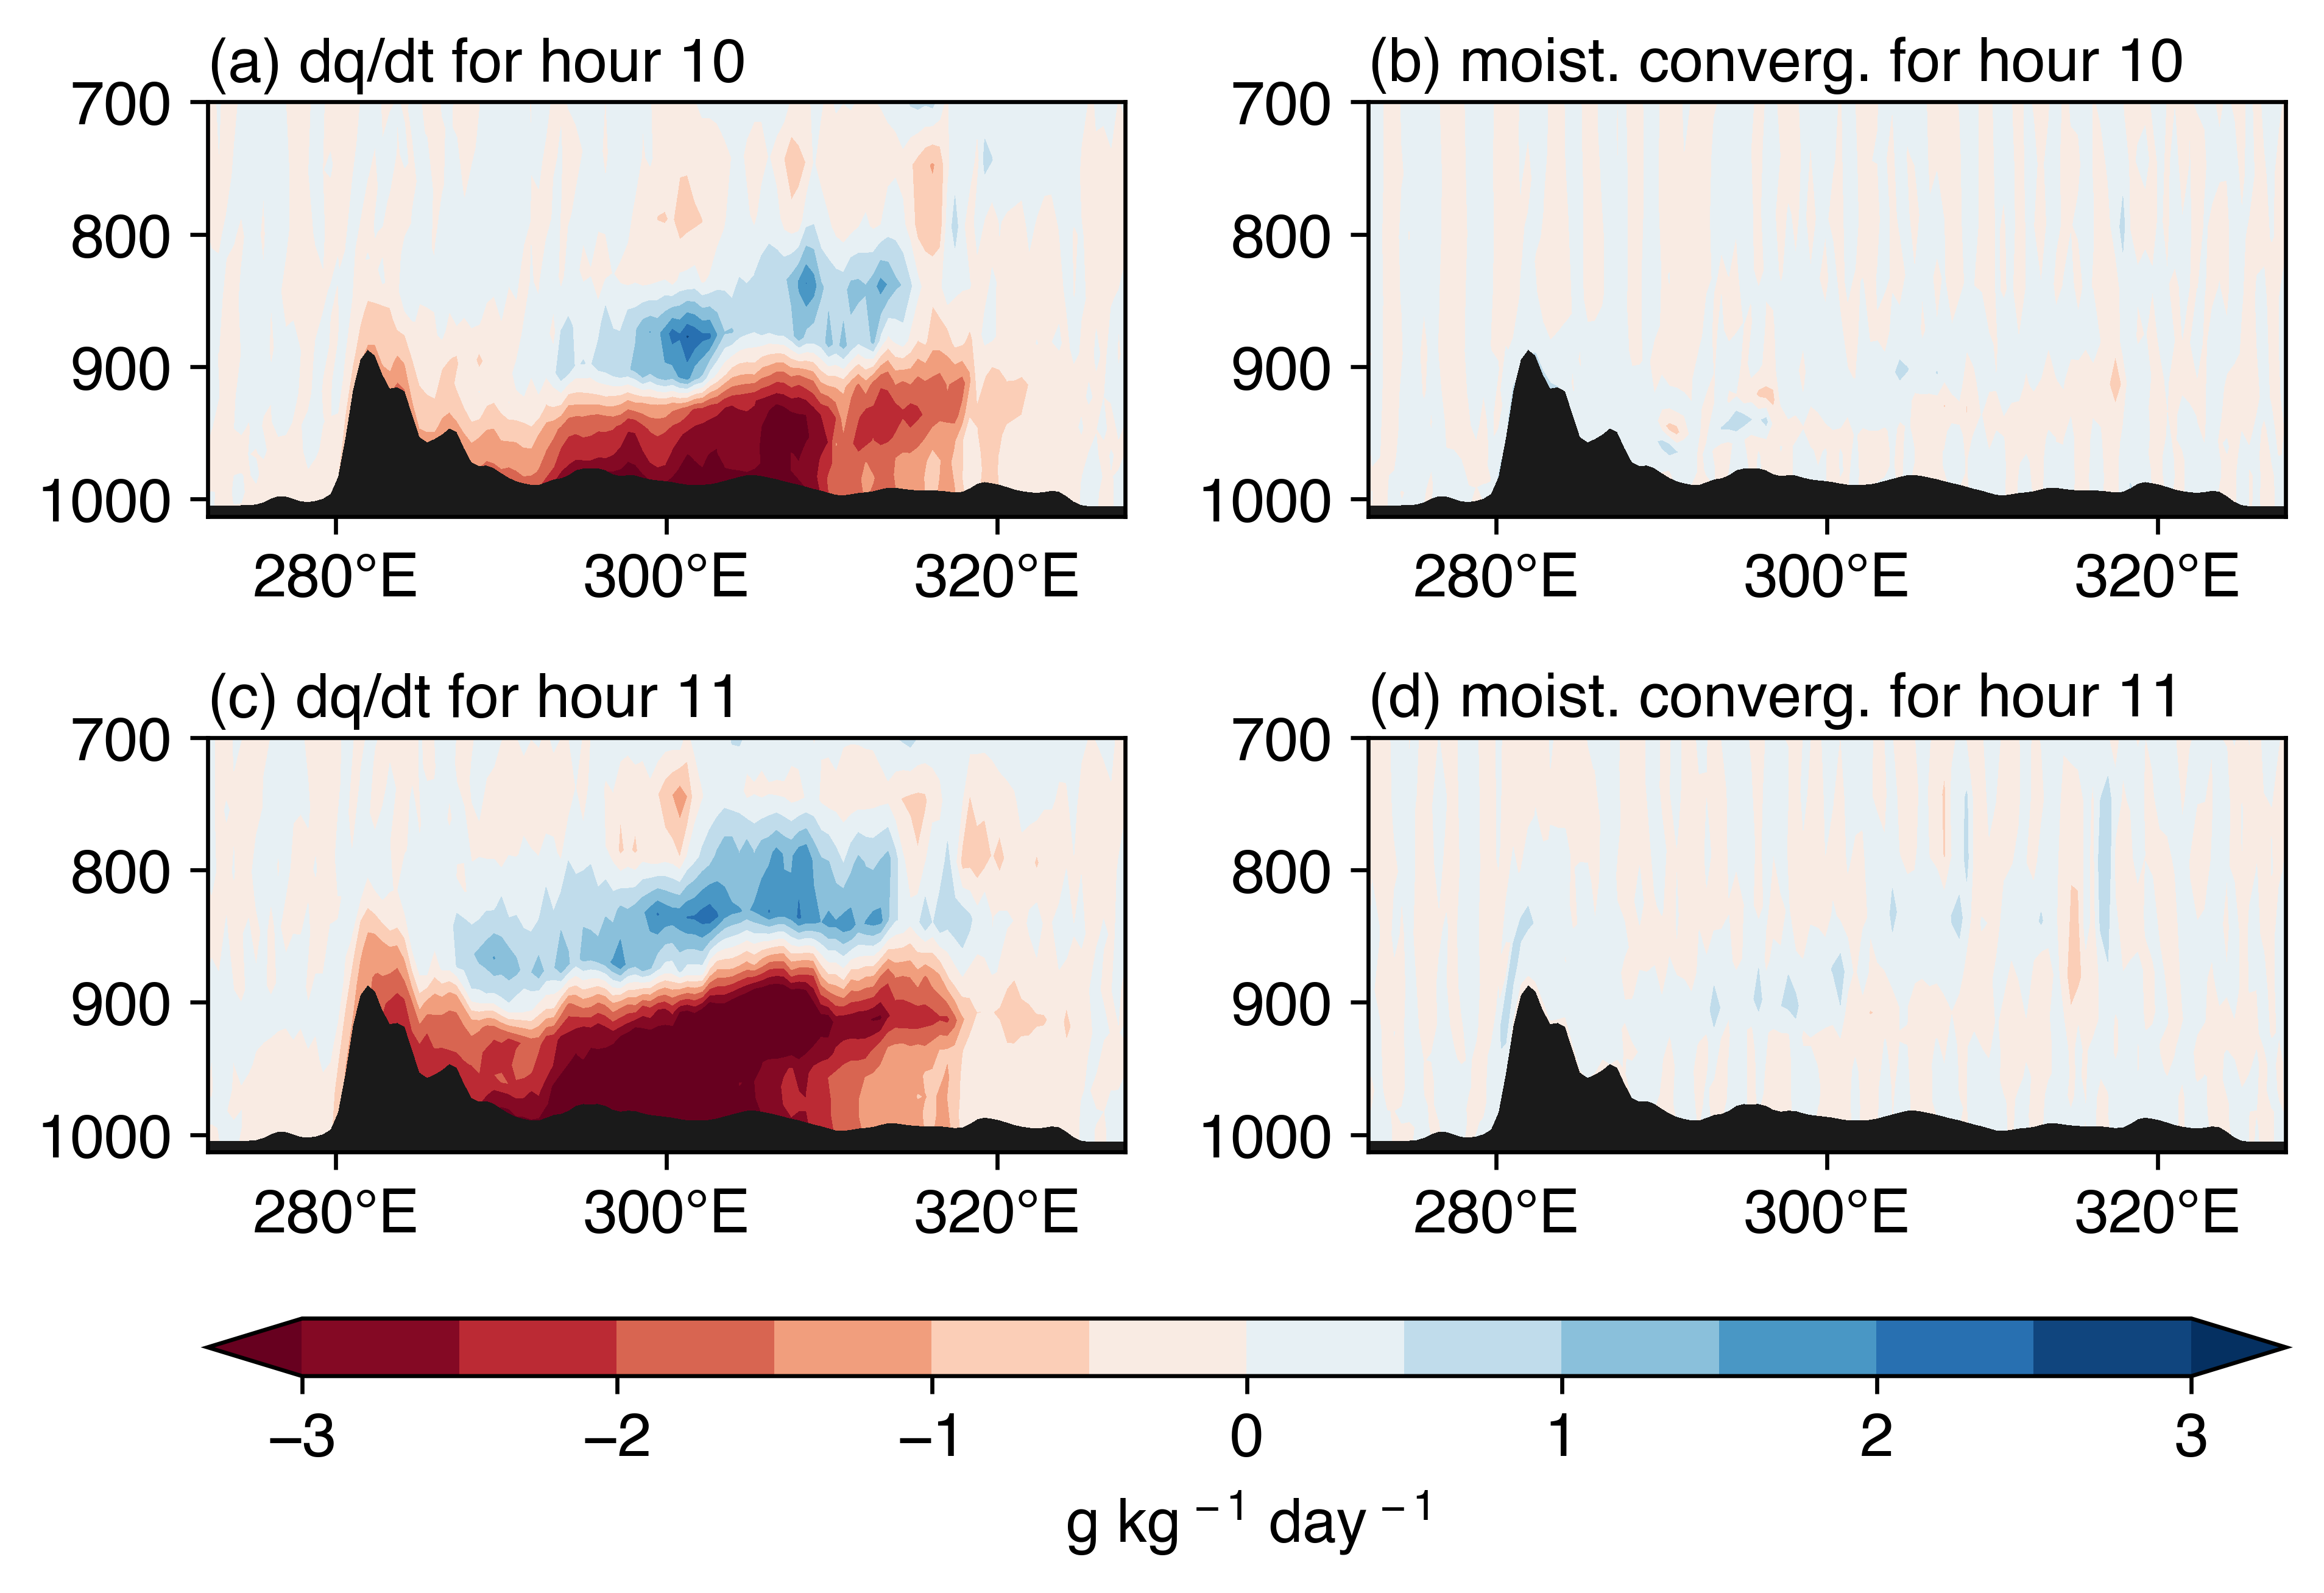 (a) dq/dt for hour 10
700
800
900
1000
280°E 300°E 320°E
(b) moist. converg. for hour 10
700
800
900
1000
280°E 300°E 320°E
(c) dq/dt for hour 11
700
800
900
1000
280°E 300°E 320°E
(d) moist. converg. for hour 11
700
800
900
1000
280°E 300°E 320°E
−3 −2 −1 0 1 2 3
g kg⁻¹ day⁻¹